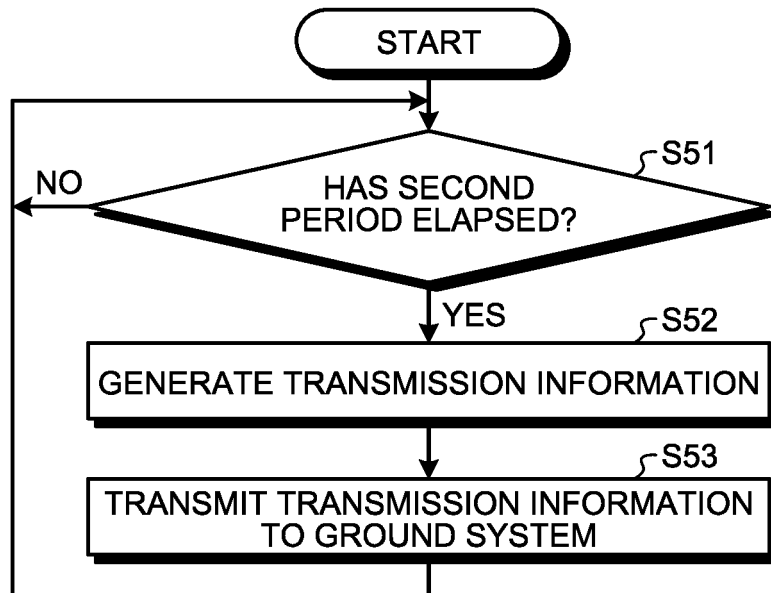 START
S51
NO
HAS SECOND
PERIOD ELAPSED?
YES
S52
GENERATE TRANSMISSION INFORMATION
S53
TRANSMIT TRANSMISSION INFORMATION
TO GROUND SYSTEM